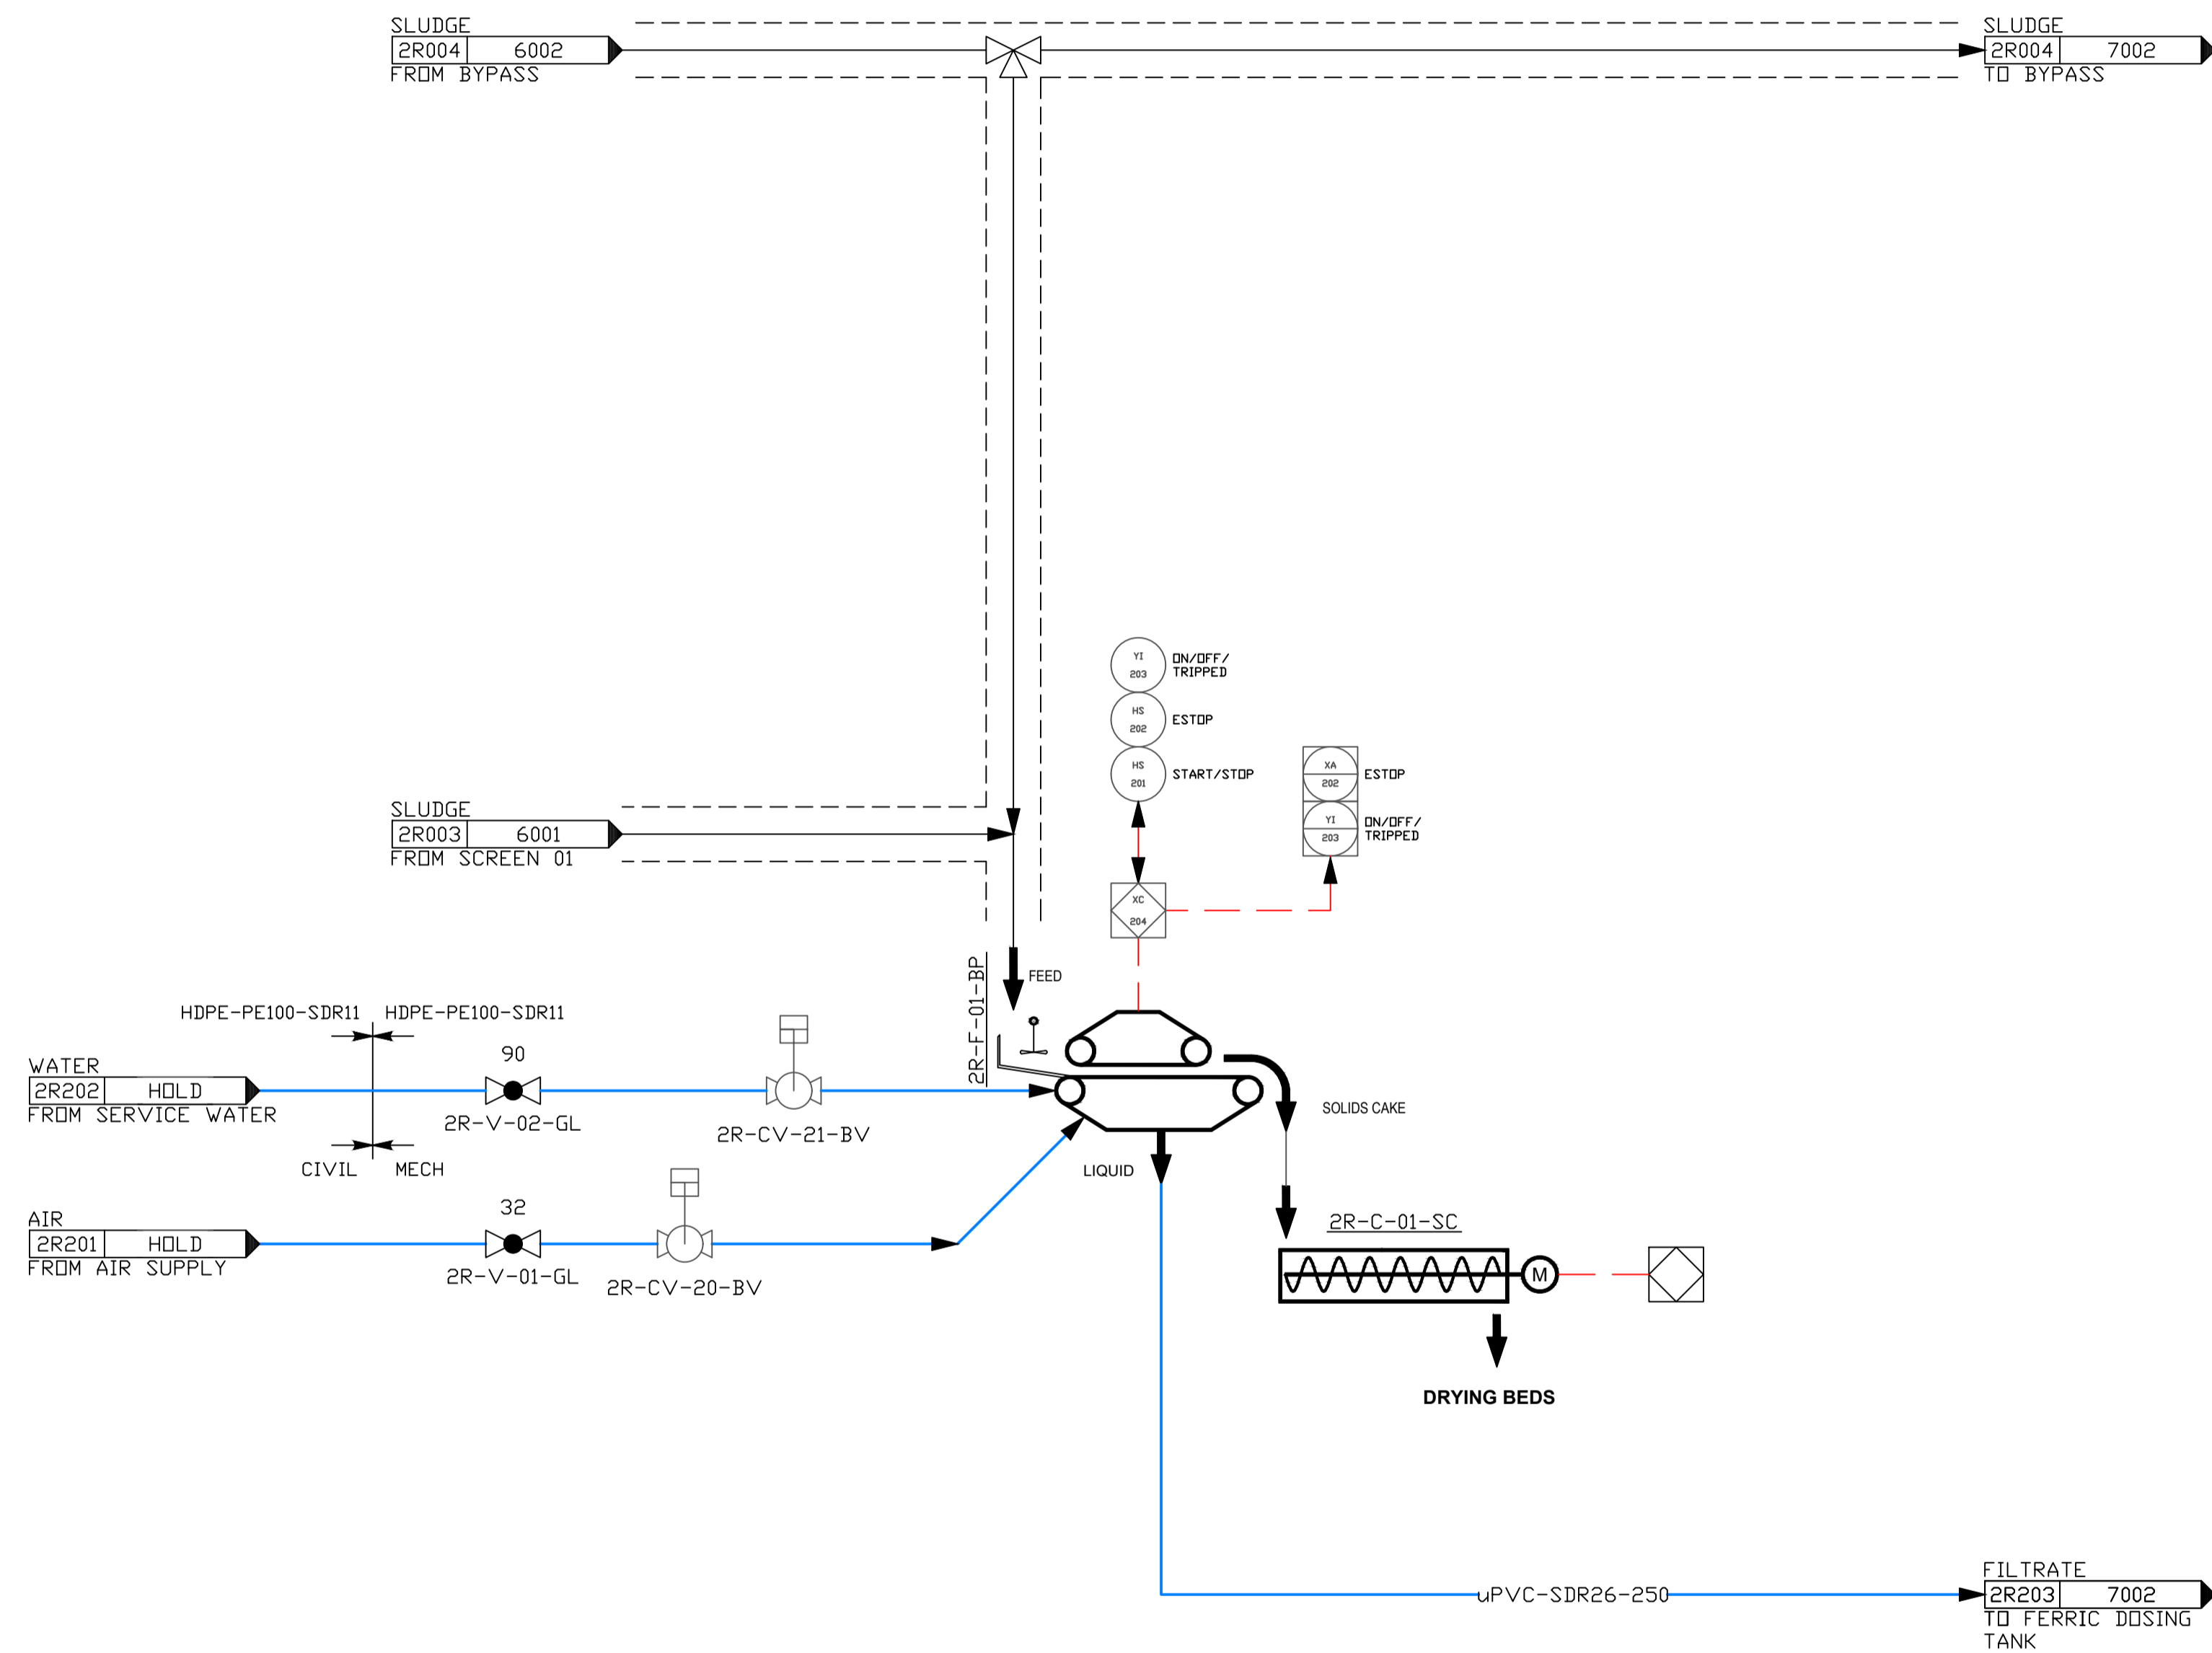 SLUDGE
2R004 6002
FROM BYPASS
SLUDGE
2R004 7002
TO BYPASS
YI
203
ON/OFF/
TRIPPED
HS
202
ESTOP
HS
201
START/STOP
XA
202
ESTOP
YI
203
ON/OFF/
TRIPPED
SLUDGE
2R003 6001
FROM SCREEN 01
XC
204
2R-F-01-BP
FEED
HDPE-PE100-SDR11 HDPE-PE100-SDR11
WATER
2R202 HOLD
FROM SERVICE WATER
90
2R-V-02-GL
2R-CV-21-BV
CIVIL MECH
SOLIDS CAKE
LIQUID
AIR
2R201 HOLD
FROM AIR SUPPLY
32
2R-V-01-GL
2R-CV-20-BV
2R-C-01-SC
M
DRYING BEDS
uPVC-SDR26-250
FILTRATE
2R203 7002
TO FERRIC DOSING
TANK